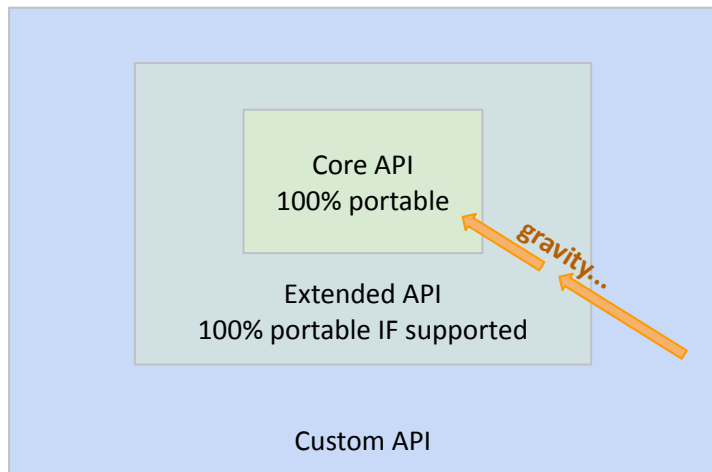 Core API
100% portable
gravity...
Extended API
100% portable IF supported
Custom API